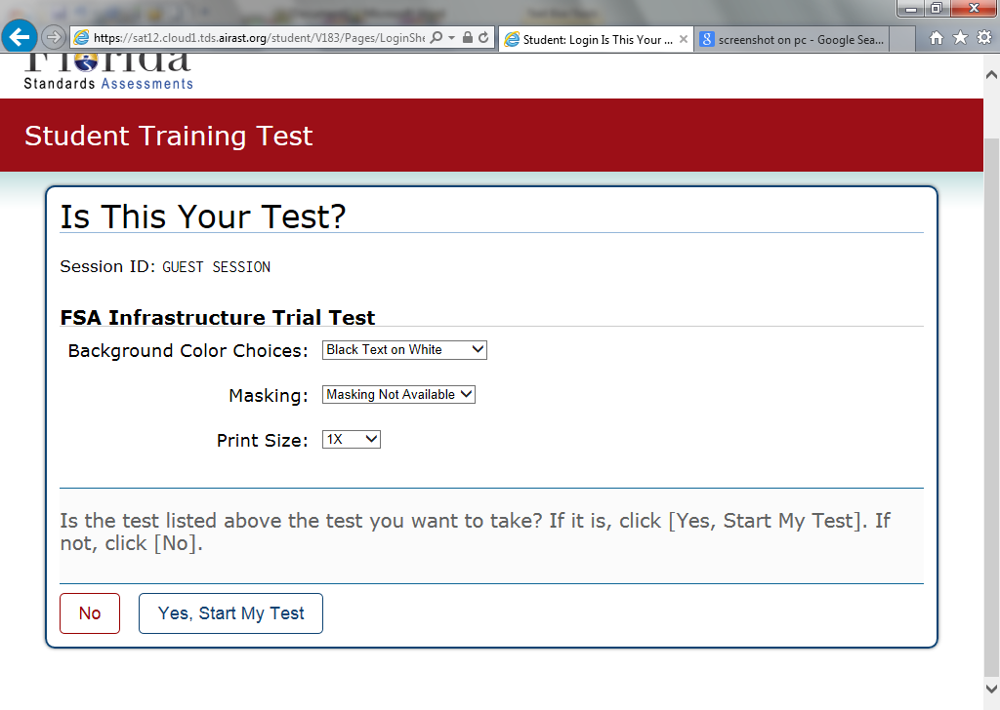 https://sat12.cloud1.tds.airast.org/student/V183/Pages/LoginShe
Student: Login Is This Your ...
screenshot on pc - Google Sea...
Florida
Standards Assessments
Student Training Test
Is This Your Test?
Session ID: GUEST SESSION
FSA Infrastructure Trial Test
Background Color Choices: Black Text on White
Masking: Masking Not Available
Print Size: 1X
Is the test listed above the test you want to take? If it is, click [Yes, Start My Test]. If
not, click [No].
No Yes, Start My Test